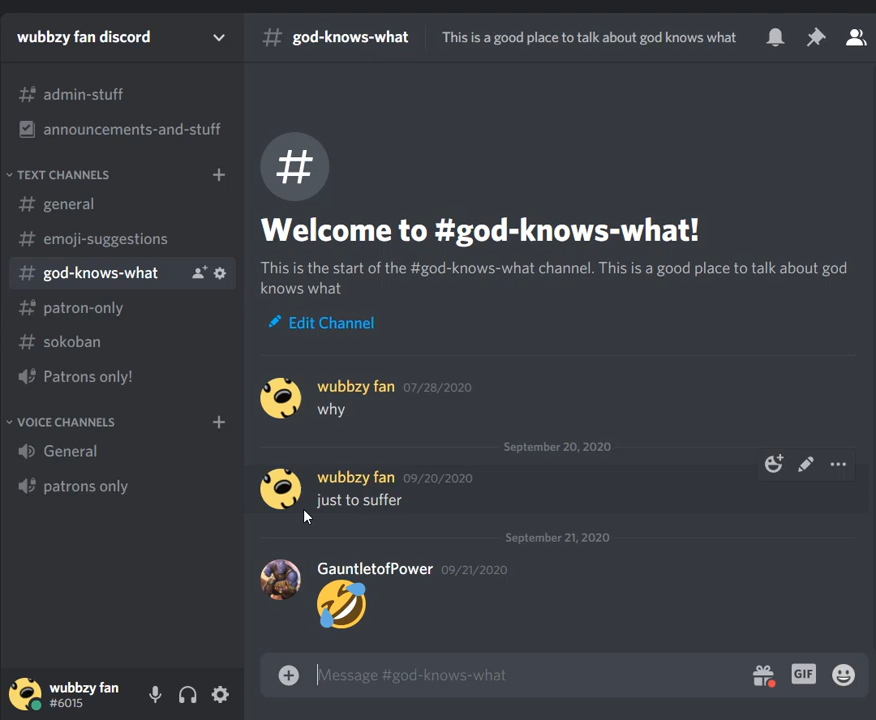 wubbzy fan discord
admin-stuff
announcements-and-stuff
TEXT CHANNELS
general
emoji-suggestions
god-knows-what
patron-only
sokoban
Patrons only!
VOICE CHANNELS
General
patrons only
wubbzy fan
#6015
god-knows-what
This is a good place to talk about god knows what
Welcome to #god-knows-what!
This is the start of the #god-knows-what channel. This is a good place to talk about god
knows what
Edit Channel
wubbzy fan 07/28/2020
why
September 20, 2020
wubbzy fan 09/20/2020
just to suffer
September 21, 2020
GauntletofPower 09/21/2020
Message #god-knows-what
GIF